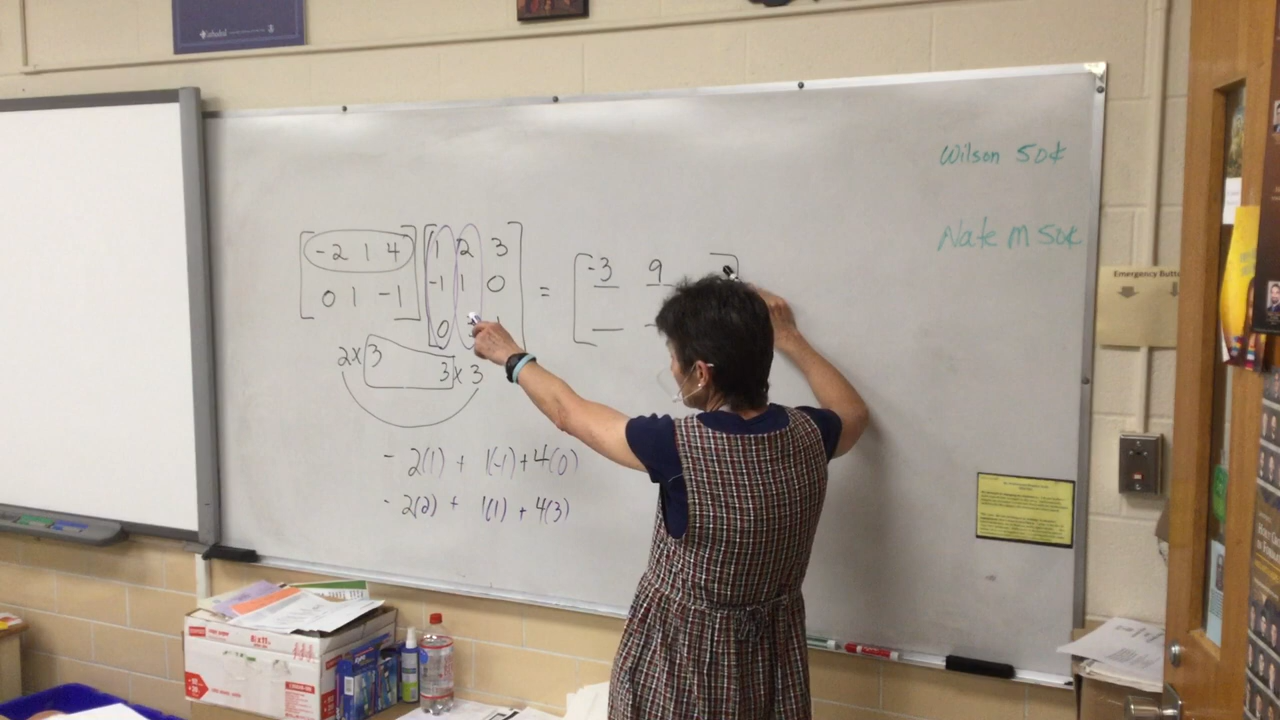 Wilson 50¢
Nate M 50¢
Emergency Butto
-2 1 4
0 1 -1
1 2 3
-1 1 0
0
=
-3 9
2x3 3x3
- 2(1) + 1(-1)+4(0)
- 2(2) + 1(1) + 4(3)